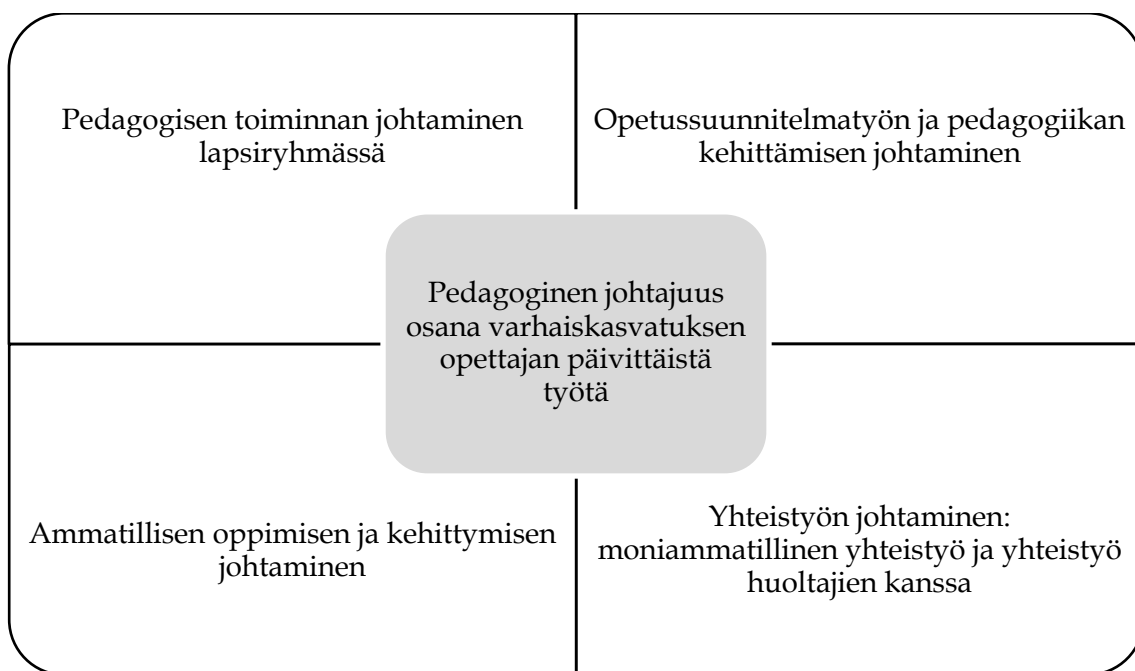 Pedagogisen toiminnan johtaminen
lapsiryhmässä
Opetussuunnitelmatyön ja pedagogiikan
kehittämisen johtaminen
Pedagoginen johtajuus
osana varhaiskasvatuksen
opettajan päivittäistä
työtä
Ammatillisen oppimisen ja kehittymisen
johtaminen
Yhteistyön johtaminen:
moniammatillinen yhteistyö ja yhteistyö
huoltajien kanssa